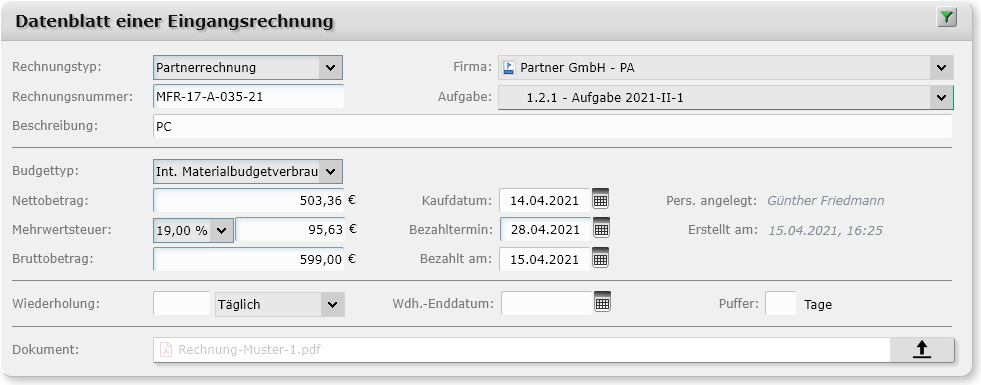 Datenblatt einer Eingangsrechnung
Rechnungstyp: Partnerrechnung Firma: Partner GmbH - PA
Rechnungsnummer: MFR-17-A-035-21 Aufgabe: 1.2.1 - Aufgabe 2021-II-1
Beschreibung: PC
Budgettyp: Int. Materialbudgetverbrau
Nettobetrag: 503,36 € Kaufdatum: 14.04.2021 Pers. angelegt: Günther Friedmann
Mehrwertsteuer: 19,00 % 95,63 € Bezahltermin: 28.04.2021 Erstellt am: 15.04.2021, 16:25
Bruttobetrag: 599,00 € Bezahlt am: 15.04.2021
Wiederholung: Täglich Wdh.-Enddatum: Puffer: Tage
Dokument: Rechnung-Muster-1.pdf